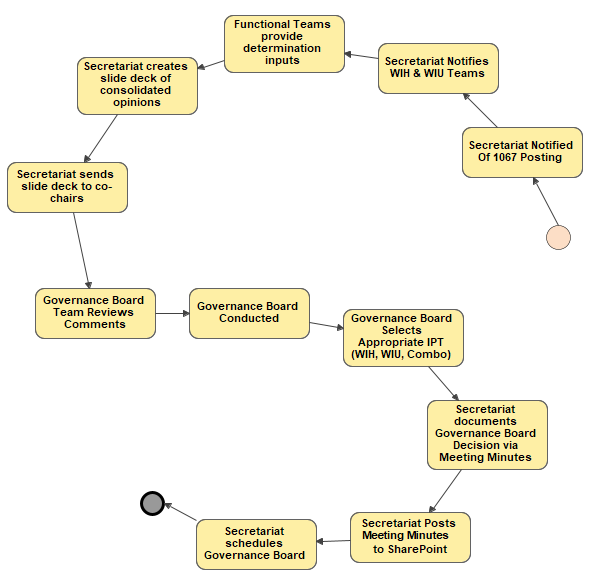 Secretariat Notified
Of 1067 Posting
Secretariat Notifies
WIH & WIU Teams
Functional Teams
provide
determination
inputs
Secretariat creates
slide deck of
consolidated
opinions
Secretariat sends
slide deck to co-
chairs
Governance Board
Team Reviews
Comments
Governance Board
Conducted
Governance Board
Selects
Appropriate IPT
(WIH, WIU, Combo)
Secretariat
documents
Governance Board
Decision via
Meeting Minutes
Secretariat Posts
Meeting Minutes
to SharePoint
Secretariat
schedules
Governance Board